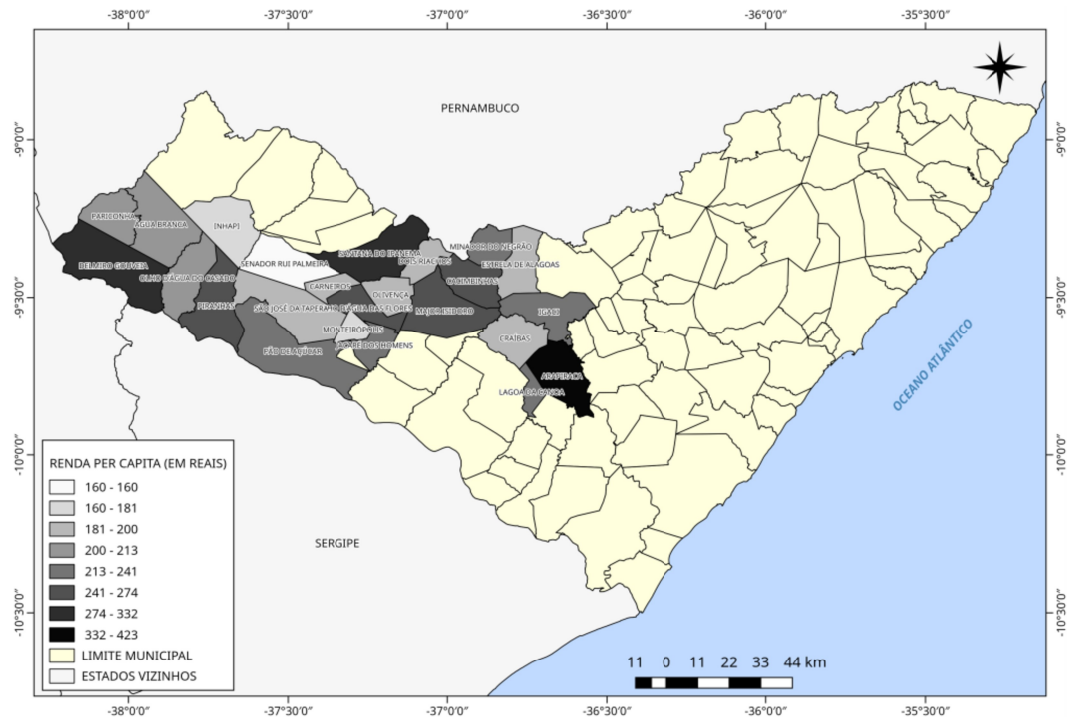 -38°0'0" -37°30'0" -37°0'0" -36°30'0" -36°0'0" -35°30'0"
PERNAMBUCO
-9°0'0" -9°0'0"
PARICONHA
ÁGUA BRANCA
INHAPI
SANTANA DO IPANEMA
MINADOR DO NEGRÃO
DELMIRO GOUVEIA
SENADOR RUI PALMEIRA
DOIS RIACHOS
ESTRELA DE ALAGOAS
OLHO D'ÁGUA DO CASADO
CARNEIROS
CACIMBINHAS
OLIVENÇA
-9°30'0" -9°30'0"
PIRANHAS
SÃO JOSÉ DA TAPERA
OLHO D'ÁGUA DAS FLORES
MAJOR ISIDORO
IGACI
MONTEIRÓPOLIS
CRAÍBAS
PÃO DE AÇÚCAR
JACARÉ DOS HOMENS
ARAPIRACA
LAGOA DA CANOA
OCEANO ATLÂNTICO
-10°0'0" -10°0'0"
RENDA PER CAPITA (EM REAIS)
160 - 160
160 - 181
181 - 200
200 - 213
213 - 241
241 - 274
274 - 332
332 - 423
LIMITE MUNICIPAL
ESTADOS VIZINHOS
SERGIPE
-10°30'0" -10°30'0"
11 0 11 22 33 44 km
-38°0'0" -37°30'0" -37°0'0" -36°30'0" -36°0'0" -35°30'0"